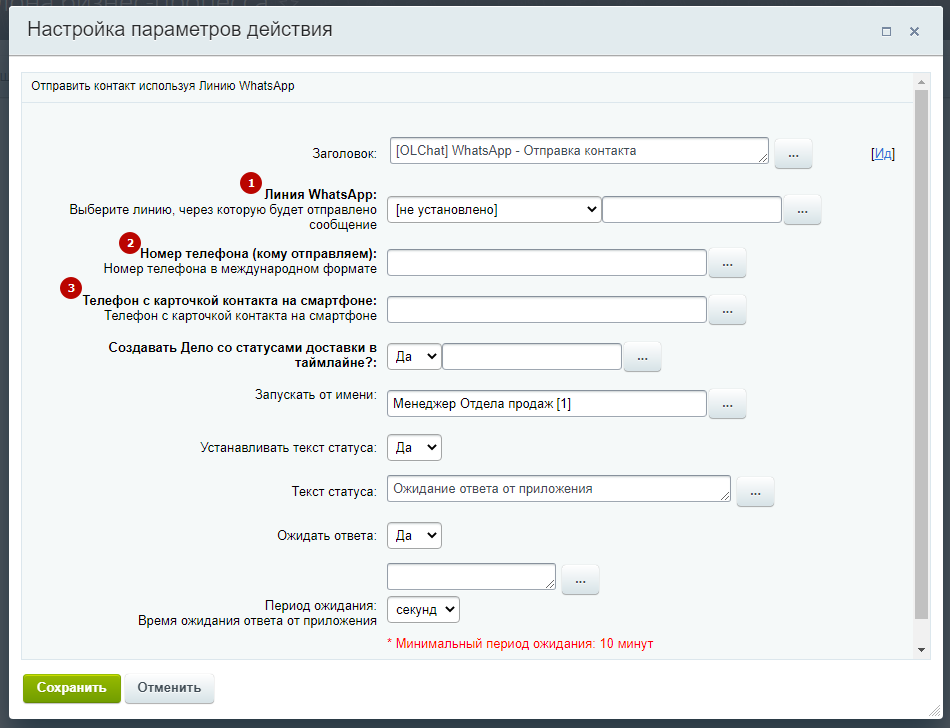 Настройка параметров действия
Отправить контакт используя Линию WhatsApp
Заголовок: [OLChat] WhatsApp - Отправка контакта ... [Ид]
1
Линия WhatsApp:
Выберите линию, через которую будет отправлено
сообщение
[не установлено] ...
2
Номер телефона (кому отправляем):
Номер телефона в международном формате
...
3
Телефон с карточкой контакта на смартфоне:
Телефон с карточкой контакта на смартфоне
...
Создавать Дело со статусами доставки в
таймлайне?:
Да ...
Запускать от имени: Менеджер Отдела продаж [1] ...
Устанавливать текст статуса: Да
Текст статуса: Ожидание ответа от приложения ...
Ожидать ответа: Да
...
Период ожидания:
Время ожидания ответа от приложения
секунд
* Минимальный период ожидания: 10 минут
Сохранить Отменить